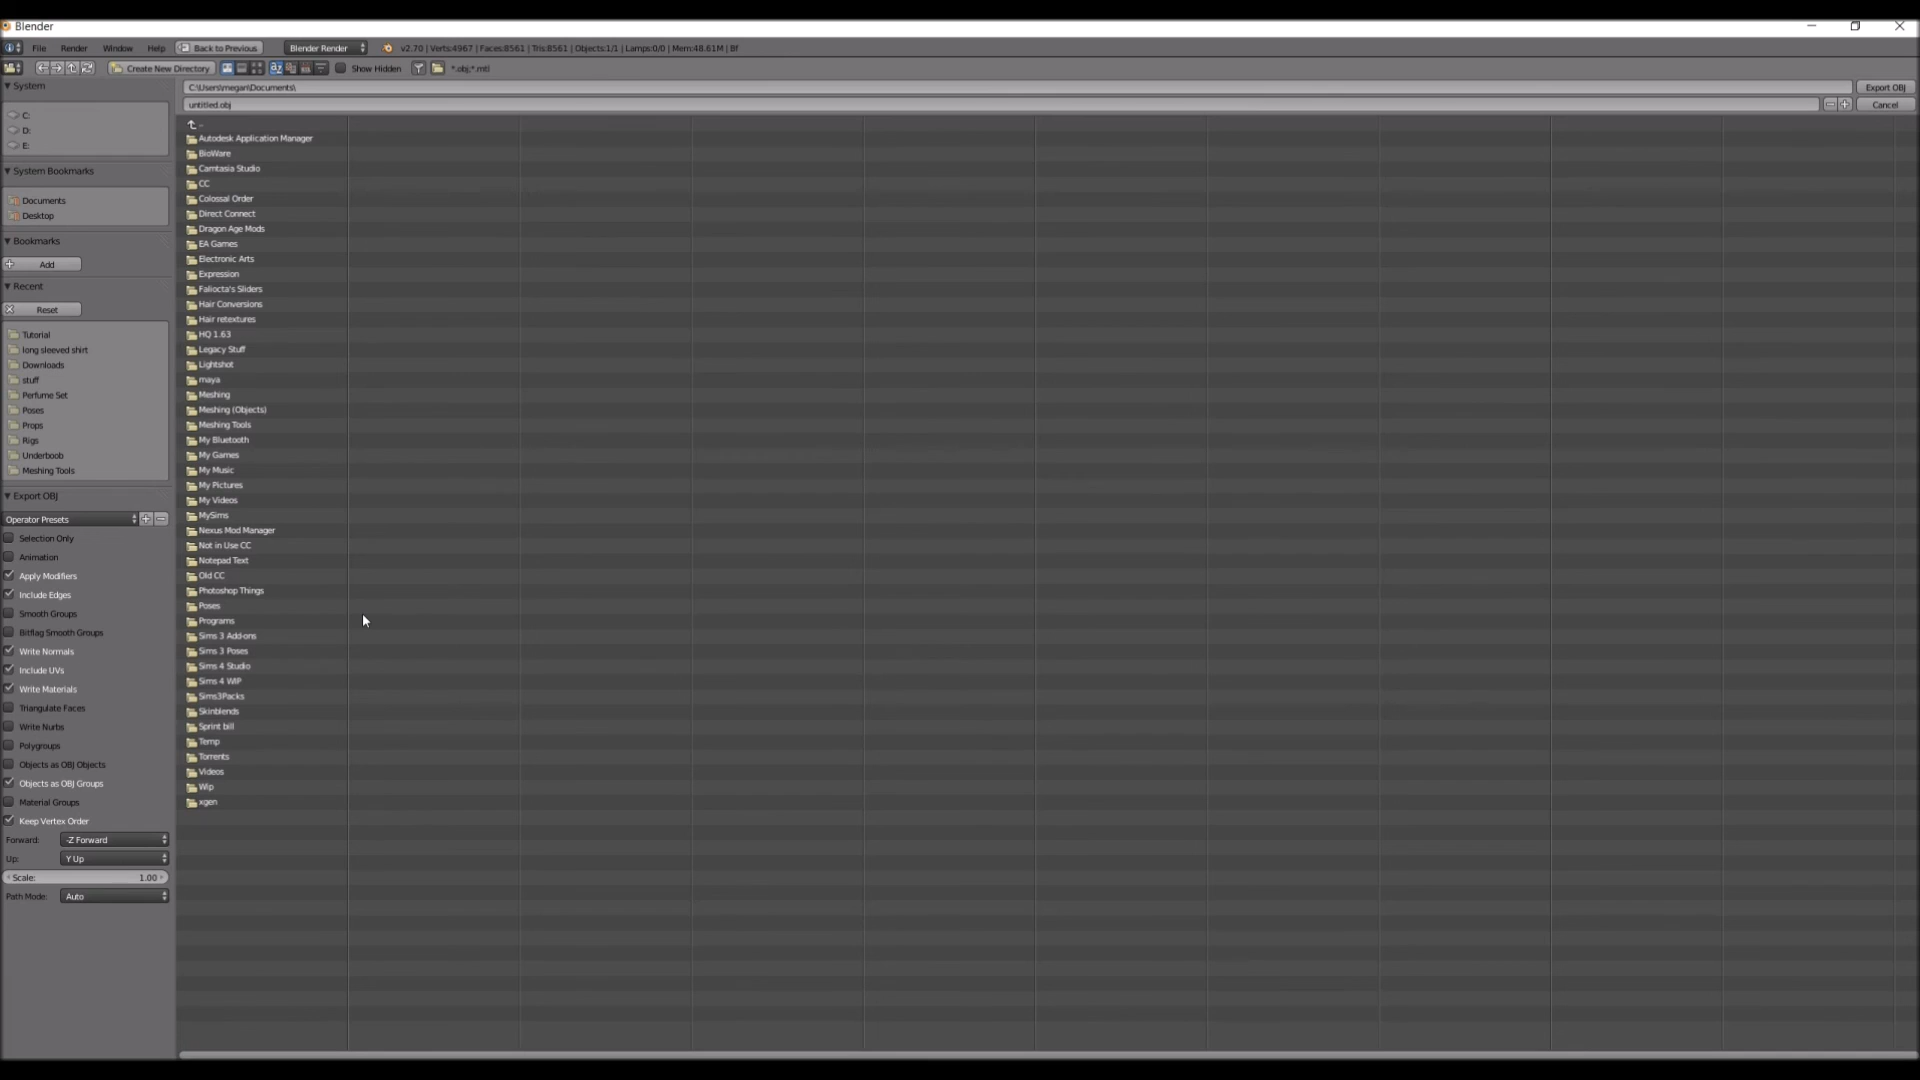 Blender
File Render Window Help Back to Previous Blender Render v2.70 | Verts:4967 | Faces:8561 | Tris:8561 | Objects:1/1 | Lamps:0/0 | Mem:48.61M | Bf
Create New Directory Show Hidden *.obj;*.mtl
System
C:\Users\megan\Documents\ Export OBJ
untitled.obj Cancel
C:
D:
E:
System Bookmarks
Documents
Desktop
Bookmarks
Add
Recent
Reset
Tutorial
long sleeved shirt
Downloads
stuff
Perfume Set
Poses
Props
Rigs
Underboob
Meshing Tools
Export OBJ
Operator Presets
Selection Only
Animation
Apply Modifiers
Include Edges
Smooth Groups
Bitflag Smooth Groups
Write Normals
Include UVs
Write Materials
Triangulate Faces
Write Nurbs
Polygroups
Objects as OBJ Objects
Objects as OBJ Groups
Material Groups
Keep Vertex Order
Forward: -Z Forward
Up: Y Up
Scale: 1.00
Path Mode: Auto
..
Autodesk Application Manager
BioWare
Camtasia Studio
CC
Colossal Order
Direct Connect
Dragon Age Mods
EA Games
Electronic Arts
Expression
Faliocta's Sliders
Hair Conversions
Hair retextures
HQ 1.63
Legacy Stuff
Lightshot
maya
Meshing
Meshing (Objects)
Meshing Tools
My Bluetooth
My Games
My Music
My Pictures
My Videos
MySims
Nexus Mod Manager
Not in Use CC
Notepad Text
Old CC
Photoshop Things
Poses
Programs
Sims 3 Add-ons
Sims 3 Poses
Sims 4 Studio
Sims 4 WIP
Sims3Packs
Skinblends
Sprint bill
Temp
Torrents
Videos
Wip
xgen